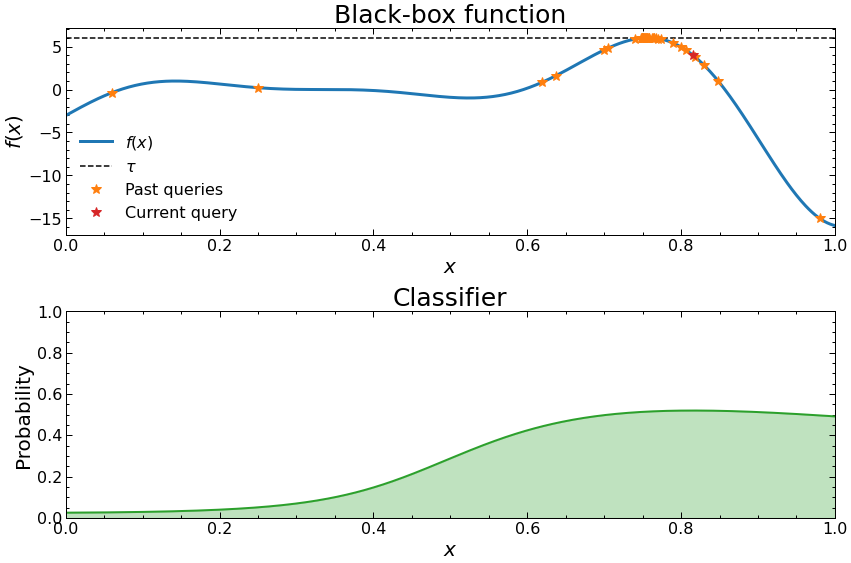 Black-box function
5
0
−5
−10
−15
f(x)
f(x)
τ
Past queries
Current query
0.0 0.2 0.4 0.6 0.8 1.0
x
Classifier
1.0
0.8
0.6
0.4
0.2
0.0
Probability
0.0 0.2 0.4 0.6 0.8 1.0
x